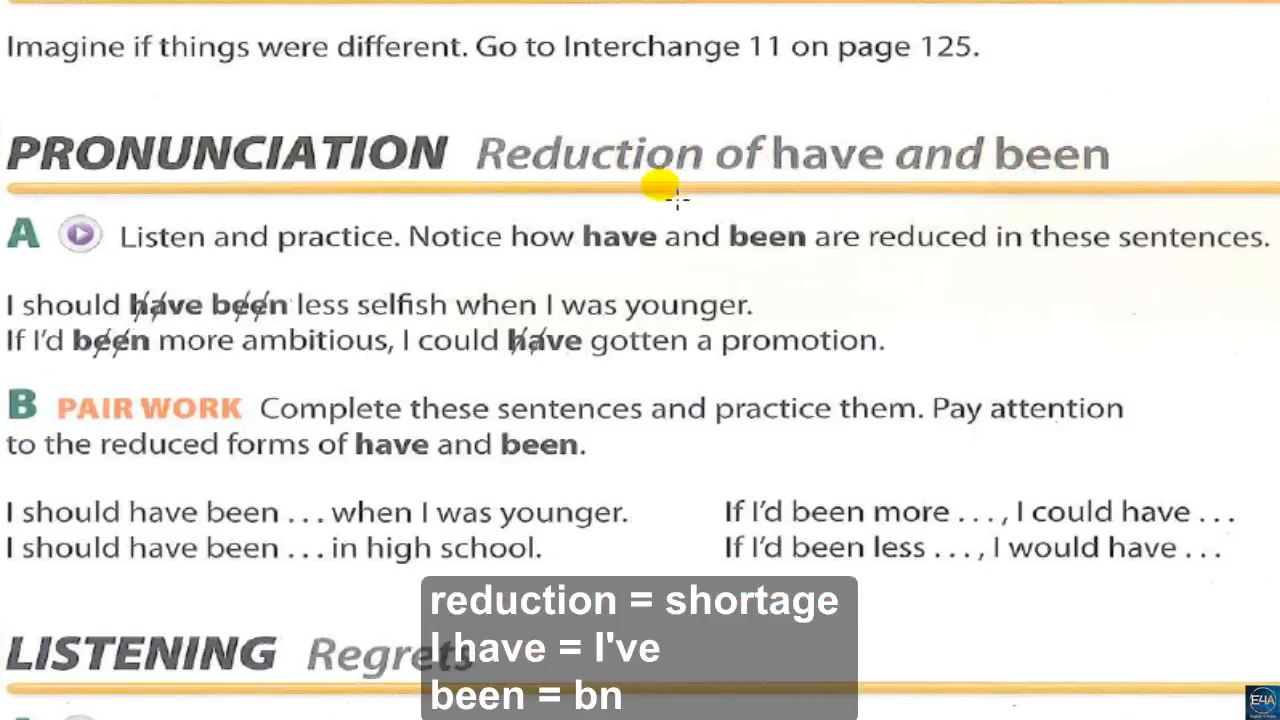 Imagine if things were different. Go to Interchange 11 on page 125.
PRONUNCIATION Reduction of have and been
A Listen and practice. Notice how have and been are reduced in these sentences.
I should have been less selfish when I was younger.
If I'd been more ambitious, I could have gotten a promotion.
B PAIR WORK Complete these sentences and practice them. Pay attention
to the reduced forms of have and been.
I should have been . . . when I was younger.
I should have been . . . in high school.
If I'd been more . . . , I could have . . .
If I'd been less . . . , I would have . . .
reduction = shortage
I have = I've
been = bn
LISTENING Regrets
E4A